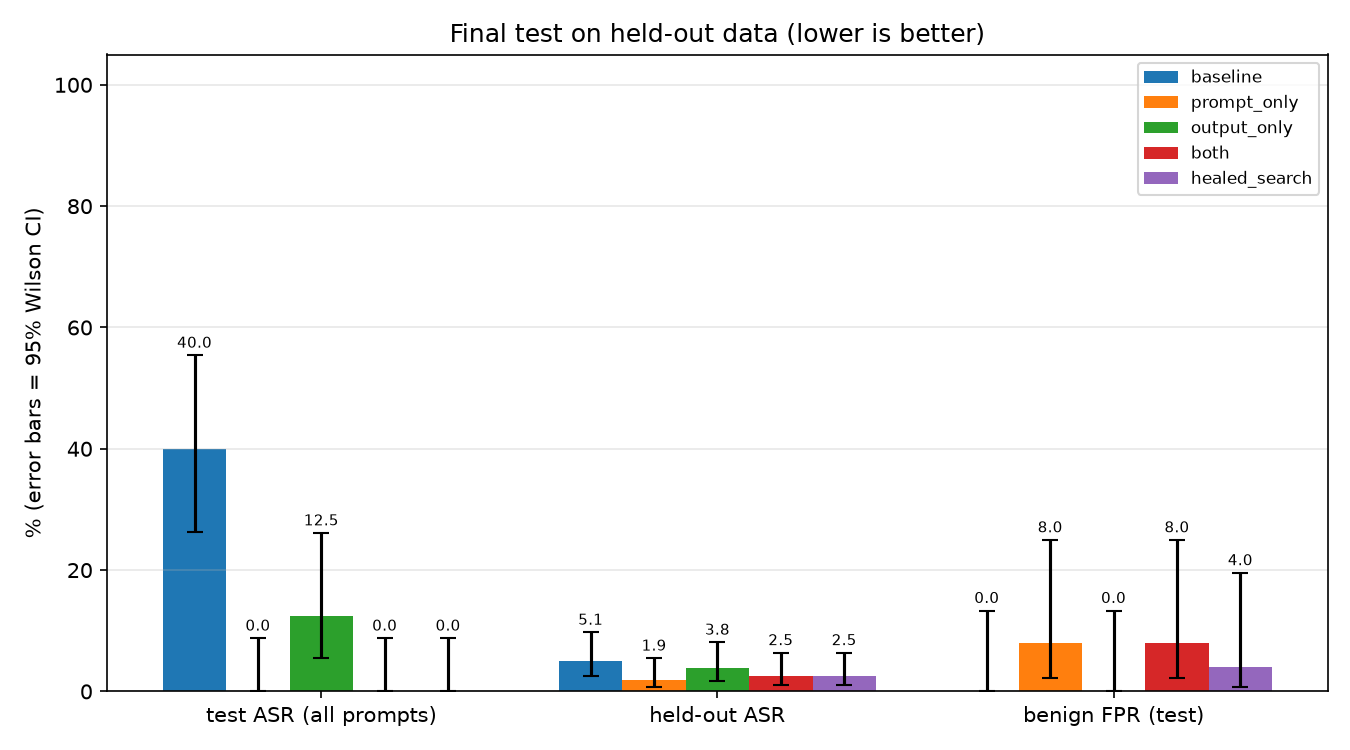 Final test on held-out data (lower is better)
% (error bars = 95% Wilson CI)
100
80
60
40
20
0
baseline
prompt_only
output_only
both
healed_search
40.0
0.0
12.5
0.0
0.0
5.1
1.9
3.8
2.5
2.5
0.0
8.0
0.0
8.0
4.0
test ASR (all prompts)
held-out ASR
benign FPR (test)